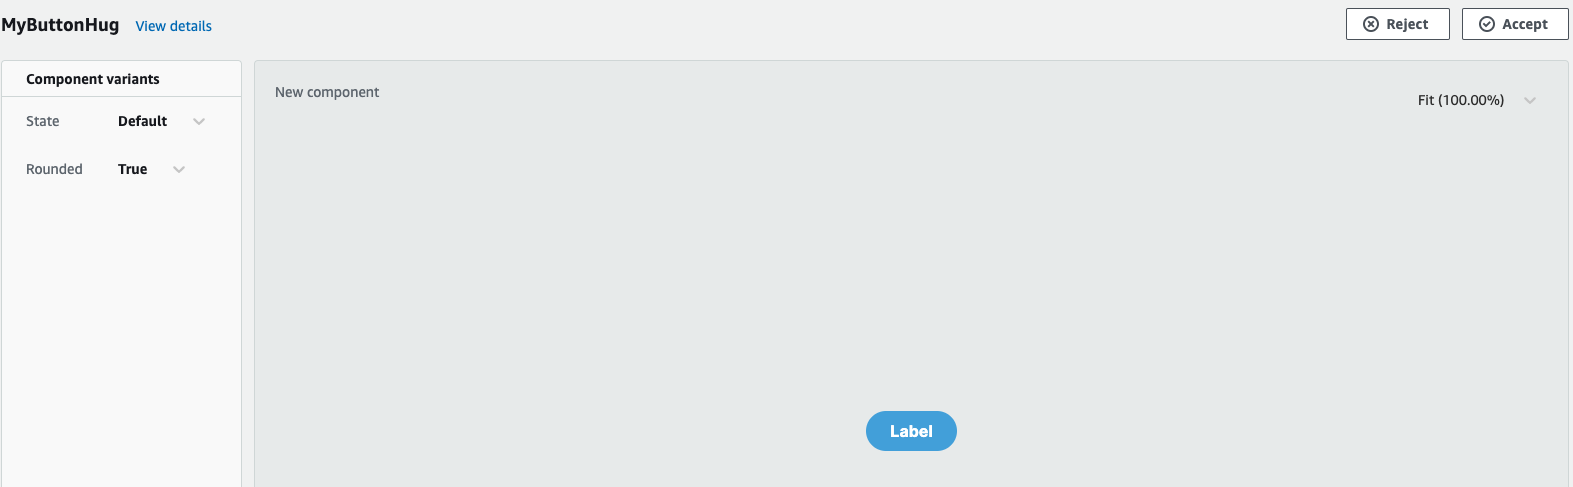 MyButtonHug View details
Reject Accept
Component variants
State Default
Rounded True
New component
Fit (100.00%)
Label